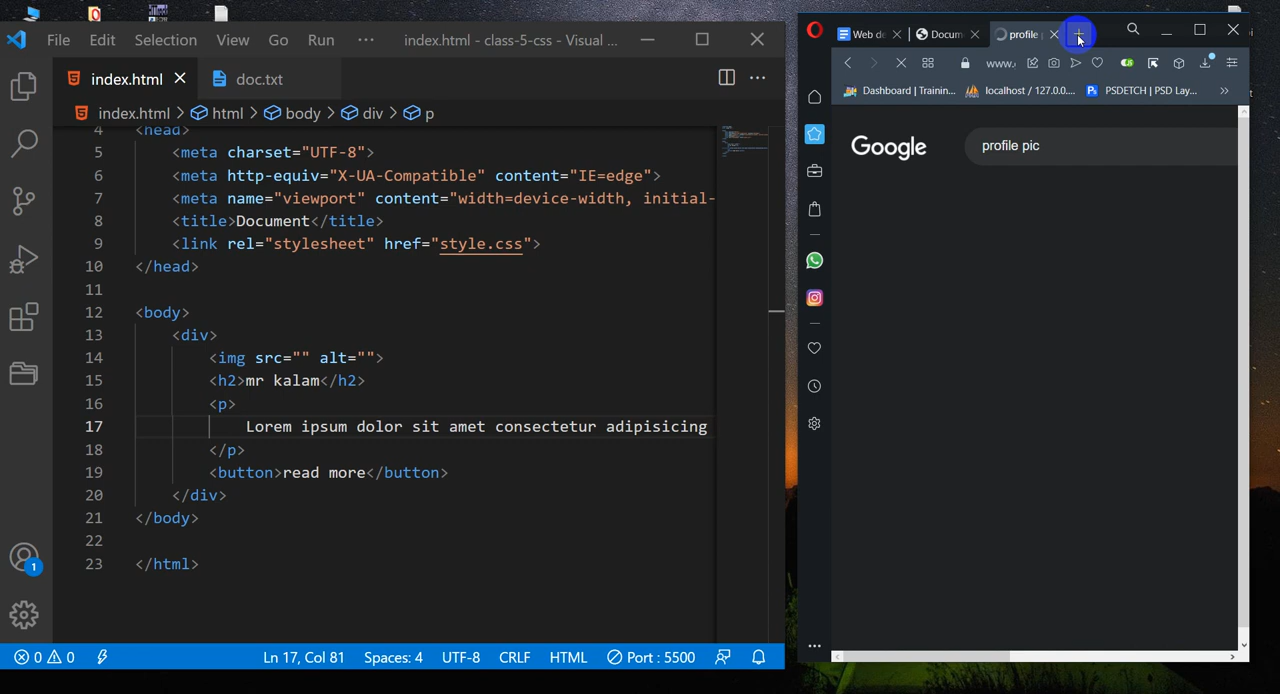 File Edit Selection View Go Run ··· index.html - class-5-css - Visual ...
index.html
doc.txt
index.html > html > body > div > p
4 <head>
5 <meta charset="UTF-8">
6 <meta http-equiv="X-UA-Compatible" content="IE=edge">
7 <meta name="viewport" content="width=device-width, initial-
8 <title>Document</title>
9 <link rel="stylesheet" href="style.css">
10 </head>
11
12 <body>
13 <div>
14 <img src="" alt="">
15 <h2>mr kalam</h2>
16 <p>
17 Lorem ipsum dolor sit amet consectetur adipisicing
18 </p>
19 <button>read more</button>
20 </div>
21 </body>
22
23 </html>
1
0 0 Ln 17, Col 81 Spaces: 4 UTF-8 CRLF HTML Port : 5500
Web de Docum profile
www.
Dashboard | Trainin... localhost / 127.0.0.... PSDETCH | PSD Lay... »
Google profile pic